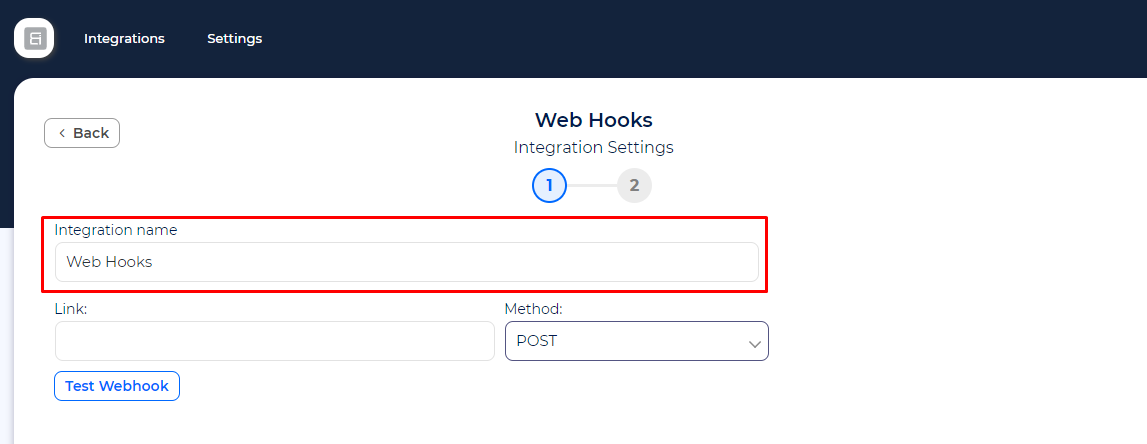 Integrations Settings
Back
Web Hooks
Integration Settings
1 2
Integration name
Web Hooks
Link: Method:
POST
Test Webhook